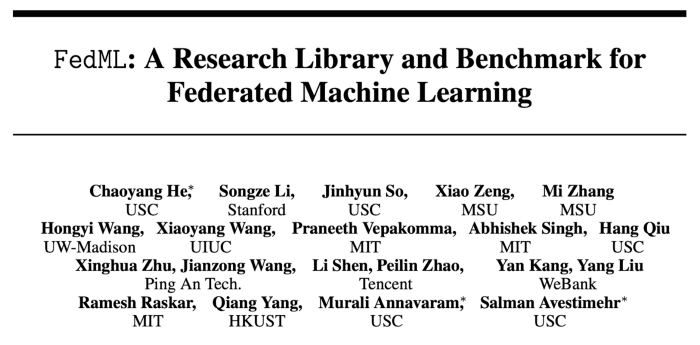 FedML: A Research Library and Benchmark for
Federated Machine Learning
Chaoyang He,* Songze Li, Jinhyun So, Xiao Zeng, Mi Zhang
USC Stanford USC MSU MSU
Hongyi Wang, Xiaoyang Wang, Praneeth Vepakomma, Abhishek Singh, Hang Qiu
UW-Madison UIUC MIT MIT USC
Xinghua Zhu, Jianzong Wang, Li Shen, Peilin Zhao, Yan Kang, Yang Liu
Ping An Tech. Tencent WeBank
Ramesh Raskar, Qiang Yang, Murali Annavaram,* Salman Avestimehr*
MIT HKUST USC USC